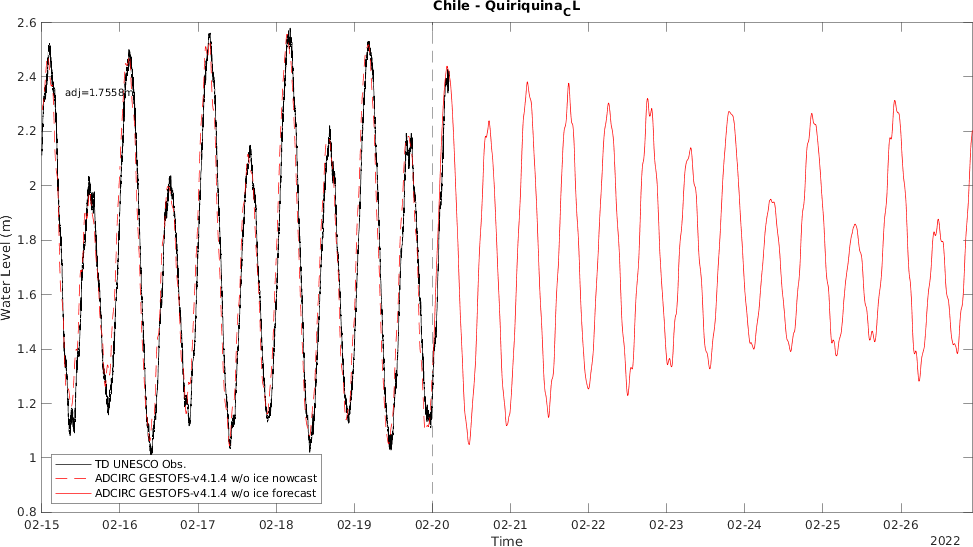 Chile - Quiriquina_CL
2.6
2.4
2.2
2
1.8
1.6
1.4
1.2
1
0.8
Water Level (m)
adj=1.7558m
TD UNESCO Obs.
ADCIRC GESTOFS-v4.1.4 w/o ice nowcast
ADCIRC GESTOFS-v4.1.4 w/o ice forecast
02-15 02-16 02-17 02-18 02-19 02-20 02-21 02-22 02-23 02-24 02-25 02-26
Time
2022